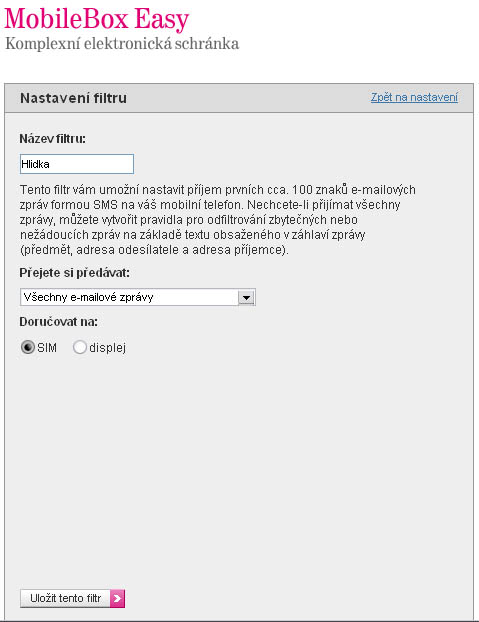 MobileBox Easy
Komplexní elektronická schránka
Nastavení filtru
Zpět na nastavení
Název filtru:
Hlidka
Tento filtr vám umožní nastavit příjem prvních cca. 100 znaků e-mailových
zpráv formou SMS na váš mobilní telefon. Nechcete-li přijímat všechny
zprávy, můžete vytvořit pravidla pro odfiltrování zbytečných nebo
nežádoucích zpráv na základě textu obsaženého v záhlaví zprávy
(předmět, adresa odesílatele a adresa příjemce).
Přejete si předávat:
Všechny e-mailové zprávy
Doručovat na:
SIM displej
Uložit tento filtr